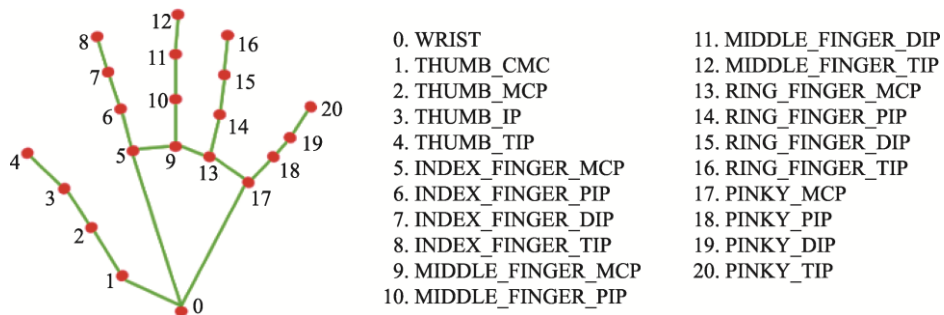 12
8
16
11
7
15
10
20
6
14
19
4
5
9
13
18
3
17
2
1
0
0. WRIST
1. THUMB_CMC
2. THUMB_MCP
3. THUMB_IP
4. THUMB_TIP
5. INDEX_FINGER_MCP
6. INDEX_FINGER_PIP
7. INDEX_FINGER_DIP
8. INDEX_FINGER_TIP
9. MIDDLE_FINGER_MCP
10. MIDDLE_FINGER_PIP
11. MIDDLE_FINGER_DIP
12. MIDDLE_FINGER_TIP
13. RING_FINGER_MCP
14. RING_FINGER_PIP
15. RING_FINGER_DIP
16. RING_FINGER_TIP
17. PINKY_MCP
18. PINKY_PIP
19. PINKY_DIP
20. PINKY_TIP